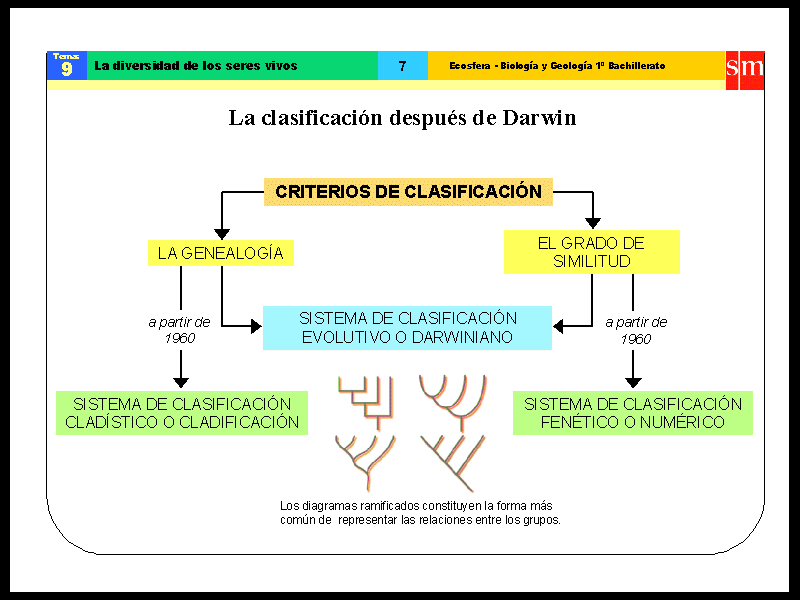 Tema:
9
La diversidad de los seres vivos
7
Ecosfera - Biología y Geología 1º Bachillerato
sm
La clasificación después de Darwin
CRITERIOS DE CLASIFICACIÓN
LA GENEALOGÍA
EL GRADO DE
SIMILITUD
a partir de
1960
SISTEMA DE CLASIFICACIÓN
EVOLUTIVO O DARWINIANO
a partir de
1960
SISTEMA DE CLASIFICACIÓN
CLADÍSTICO O CLADIFICACIÓN
SISTEMA DE CLASIFICACIÓN
FENÉTICO O NUMÉRICO
Los diagramas ramificados constituyen la forma más
común de representar las relaciones entre los grupos.